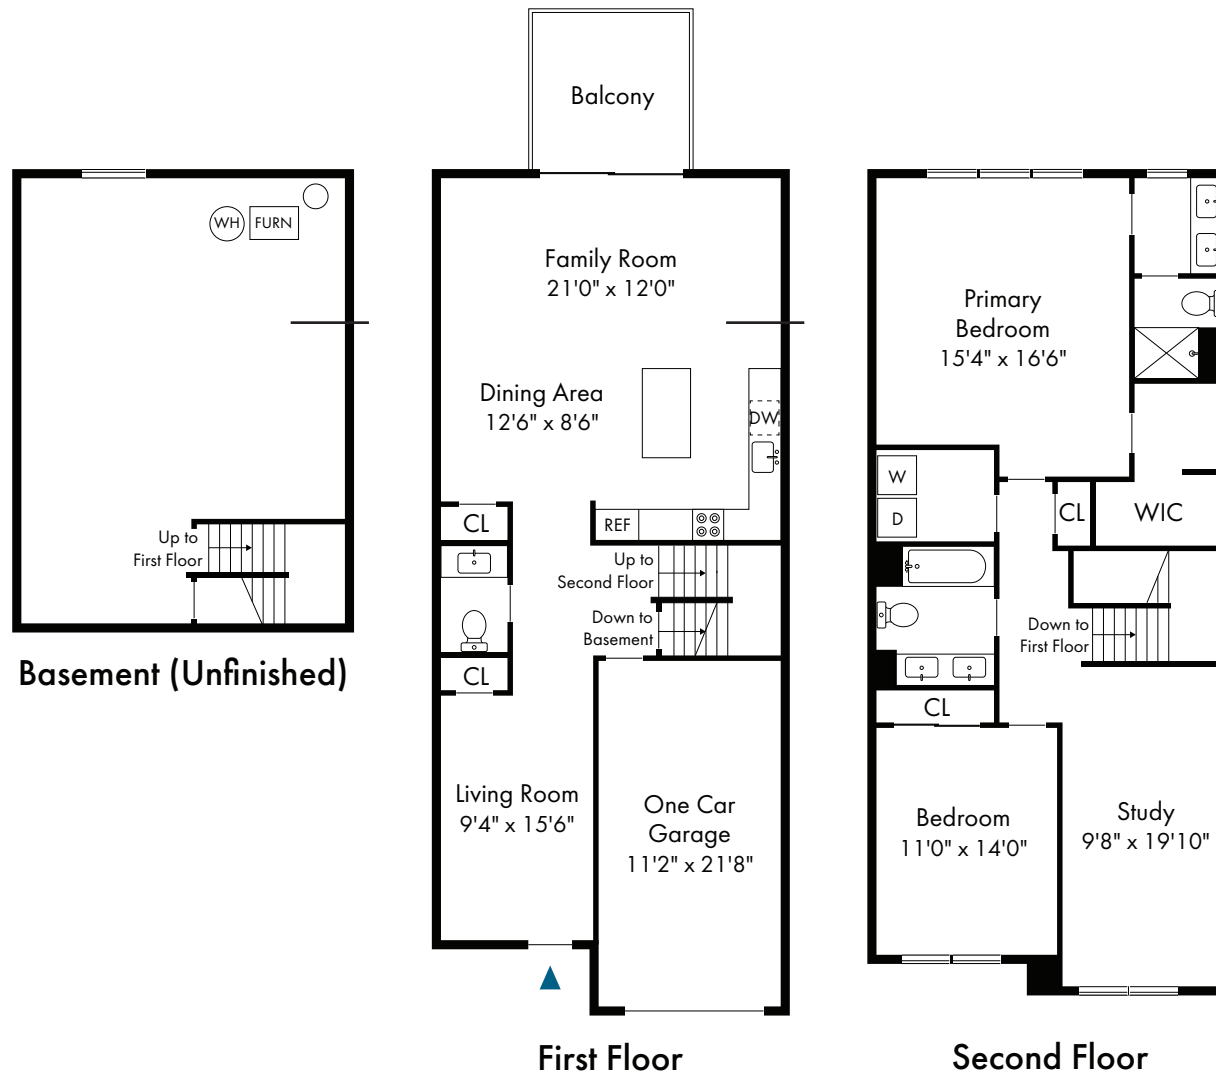 WH
FURN
Up to
First Floor
Basement (Unfinished)
Balcony
Family Room
21'0" x 12'0"
Dining Area
12'6" x 8'6"
DW
CL
REF
Up to
Second Floor
Down to
Basement
CL
Living Room
9'4" x 15'6"
One Car
Garage
11'2" x 21'8"
First Floor
Primary
Bedroom
15'4" x 16'6"
W
D
CL
WIC
Down to
First Floor
CL
Bedroom
11'0" x 14'0"
Study
9'8" x 19'10"
Second Floor